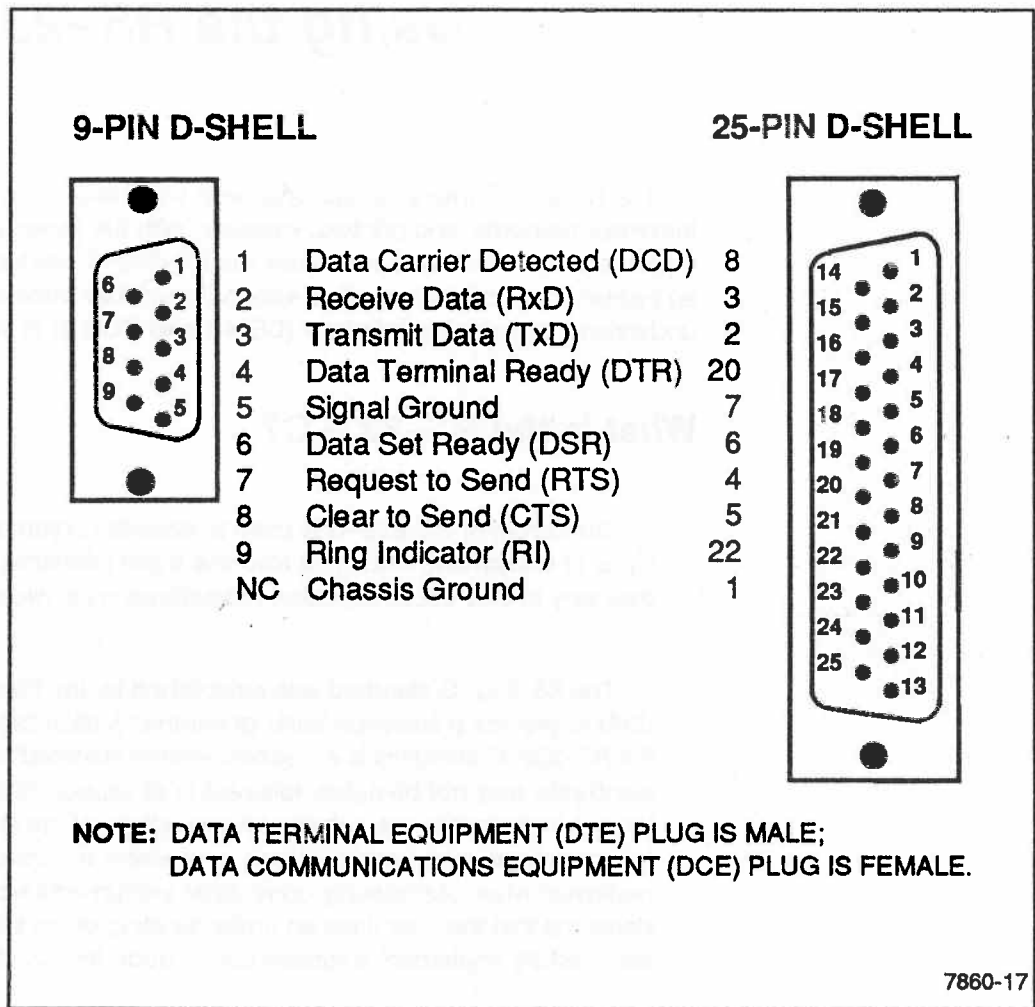 9-PIN D-SHELL
25-PIN D-SHELL
1 Data Carrier Detected (DCD) 8
2 Receive Data (RxD) 3
3 Transmit Data (TxD) 2
4 Data Terminal Ready (DTR) 20
5 Signal Ground 7
6 Data Set Ready (DSR) 6
7 Request to Send (RTS) 4
8 Clear to Send (CTS) 5
9 Ring Indicator (RI) 22
NC Chassis Ground 1
1
6
2
7
3
8
4
9
5
1
14
2
15
3
16
4
17
5
18
6
19
7
20
8
21
9
22
10
23
11
24
12
25
13
NOTE: DATA TERMINAL EQUIPMENT (DTE) PLUG IS MALE;
DATA COMMUNICATIONS EQUIPMENT (DCE) PLUG IS FEMALE.
7860-17